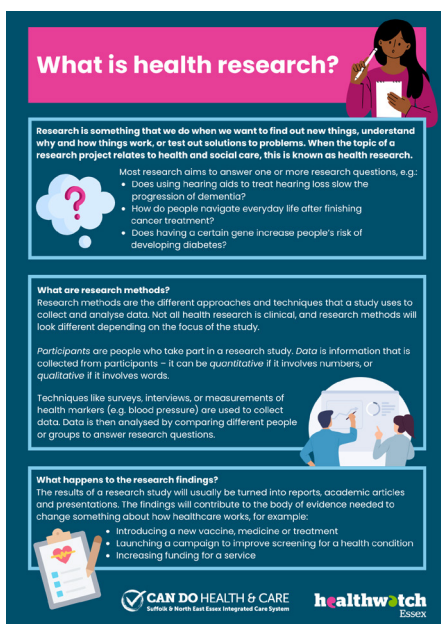 What is health research?
Research is something that we do when we want to find out new things, understand
why and how things work, or test out solutions to problems. When the topic of a
research project relates to health and social care, this is known as health research.
Most research aims to answer one or more research questions, e.g.:
• Does using hearing aids to treat hearing loss slow the
progression of dementia?
• How do people navigate everyday life after finishing
cancer treatment?
• Does having a certain gene increase people's risk of
developing diabetes?
?
What are research methods?
Research methods are the different approaches and techniques that a study uses to
collect and analyse data. Not all health research is clinical, and research methods will
look different depending on the focus of the study.
Participants are people who take part in a research study. Data is information that is
collected from participants – it can be quantitative if it involves numbers, or
qualitative if it involves words.
Techniques like surveys, interviews, or measurements of
health markers (e.g. blood pressure) are used to collect
data. Data is then analysed by comparing different people
or groups to answer research questions.
What happens to the research findings?
The results of a research study will usually be turned into reports, academic articles
and presentations. The findings will contribute to the body of evidence needed to
change something about how healthcare works, for example:
• Introducing a new vaccine, medicine or treatment
• Launching a campaign to improve screening for a health condition
• Increasing funding for a service
CAN DO HEALTH & CARE
Suffolk & North East Essex Integrated Care System
healthwatch
Essex